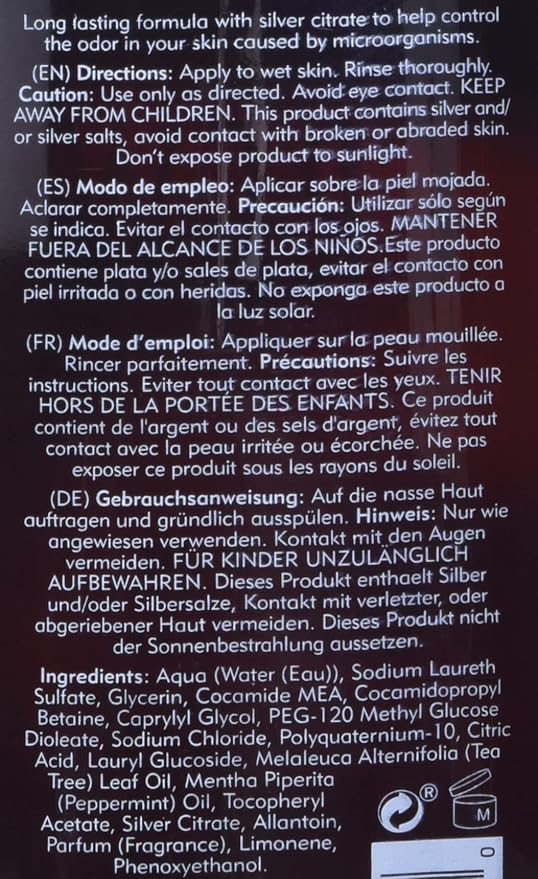 Long lasting formula with silver citrate to help control
the odor in your skin caused by microorganisms.
(EN) Directions: Apply to wet skin. Rinse thoroughly.
Caution: Use only as directed. Avoid eye contact. KEEP
AWAY FROM CHILDREN. This product contains silver and/
or silver salts, avoid contact with broken or abraded skin.
Don't expose product to sunlight.
(ES) Modo de empleo: Aplicar sobre la piel mojada.
Aclarar completamente. Precaución: Utilizar sólo según
se indica. Evitar el contacto con los ojos. MANTENER
FUERA DEL ALCANCE DE LOS NIÑOS.Este producto
contiene plata y/o sales de plata, evitar el contacto con
piel irritada o con heridas. No exponga este producto a
la luz solar.
(FR) Mode d'emploi: Appliquer sur la peau mouillée.
Rincer parfaitement. Précautions: Suivre les
instructions. Eviter tout contact avec les yeux. TENIR
HORS DE LA PORTÉE DES ENFANTS. Ce produit
contient de l'argent ou des sels d'argent, évitez tout
contact avec la peau irritée ou écorchée. Ne pas
exposer ce produit sous les rayons du soleil.
(DE) Gebrauchsanweisung: Auf die nasse Haut
auftragen und gründlich ausspülen. Hinweis: Nur wie
angewiesen verwenden. Kontakt mit den Augen
vermeiden. FÜR KINDER UNZULÄNGLICH
AUFBEWAHREN. Dieses Produkt enthaelt Silber
und/oder Silbersalze, Kontakt mit verletzter, oder
abgeriebener Haut vermeiden. Dieses Produkt nicht
der Sonnenbestrahlung aussetzen.
Ingredients: Aqua (Water (Eau)), Sodium Laureth
Sulfate, Glycerin, Cocamide MEA, Cocamidopropyl
Betaine, Caprylyl Glycol, PEG-120 Methyl Glucose
Dioleate, Sodium Chloride, Polyquaternium-10, Citric
Acid, Lauryl Glucoside, Melaleuca Alternifolia (Tea
Tree) Leaf Oil, Mentha Piperita
(Peppermint) Oil, Tocopheryl
Acetate, Silver Citrate, Allantoin,
Parfum (Fragrance), Limonene,
Phenoxyethanol.
®
M
0